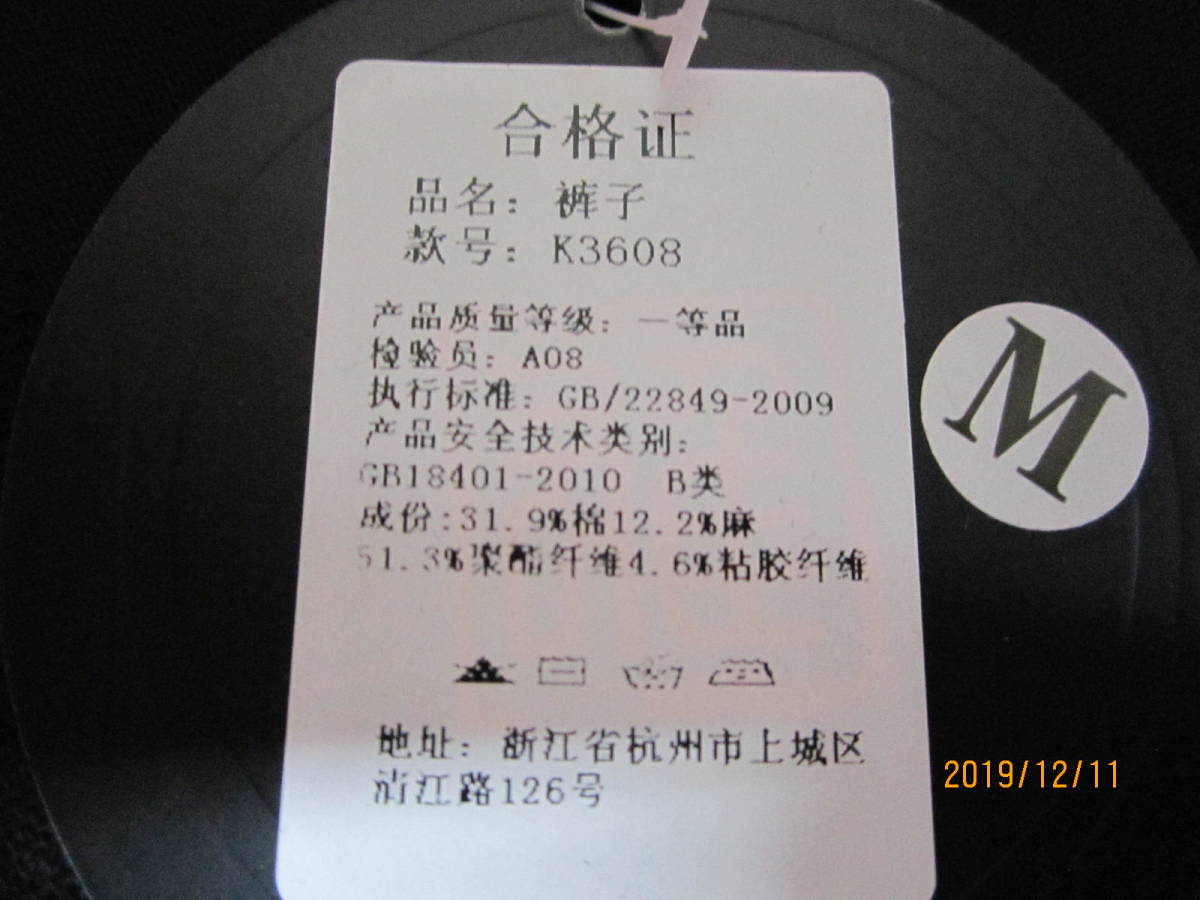 合格证
品名：裤子
款号：K3608
产品质量等级：一等品
检验员：A08
执行标准：GB/22849-2009
产品安全技术类别：
GB18401-2010 B类
成份:31.9%棉12.2%麻
51.3%聚酯纤维4.6%粘胶纤维
地址：浙江省杭州市上城区
清江路126号
M
2019/12/11